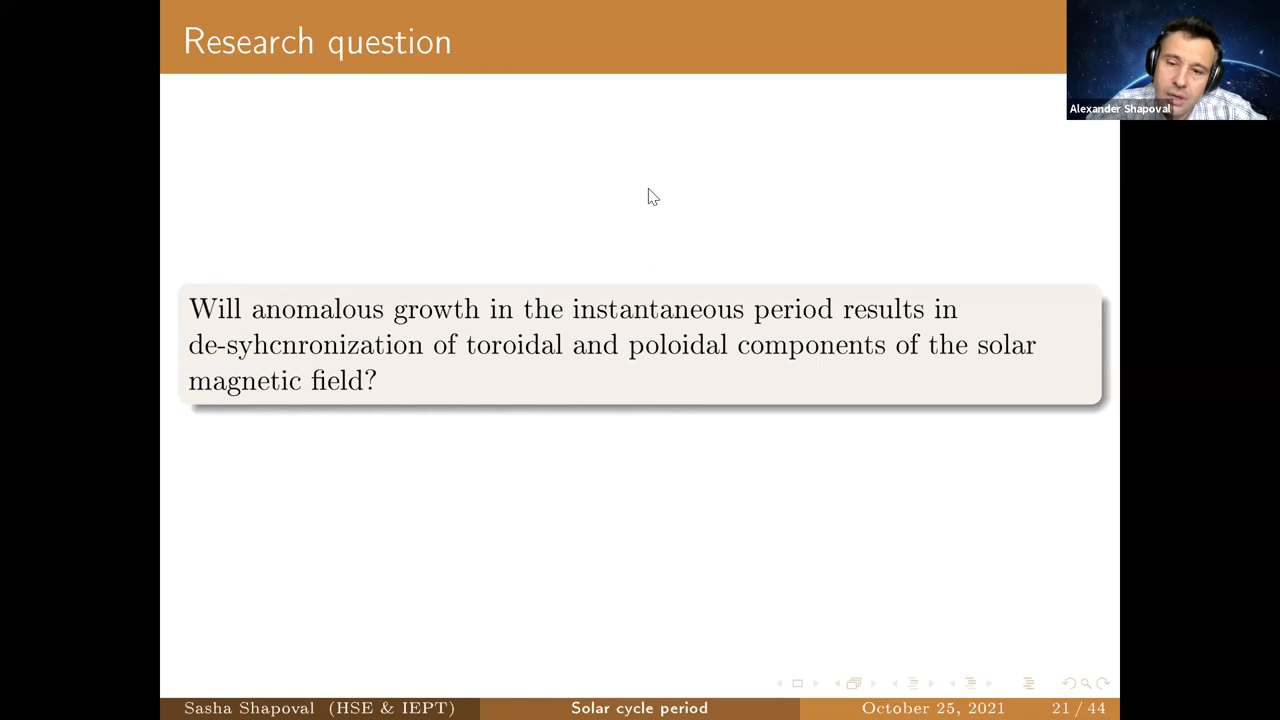 Research question
Alexander Shapoval
Will anomalous growth in the instantaneous period results in
de-syhcnronization of toroidal and poloidal components of the solar
magnetic field?
Sasha Shapoval (HSE & IEPT)
Solar cycle period
October 25, 2021
21 / 44